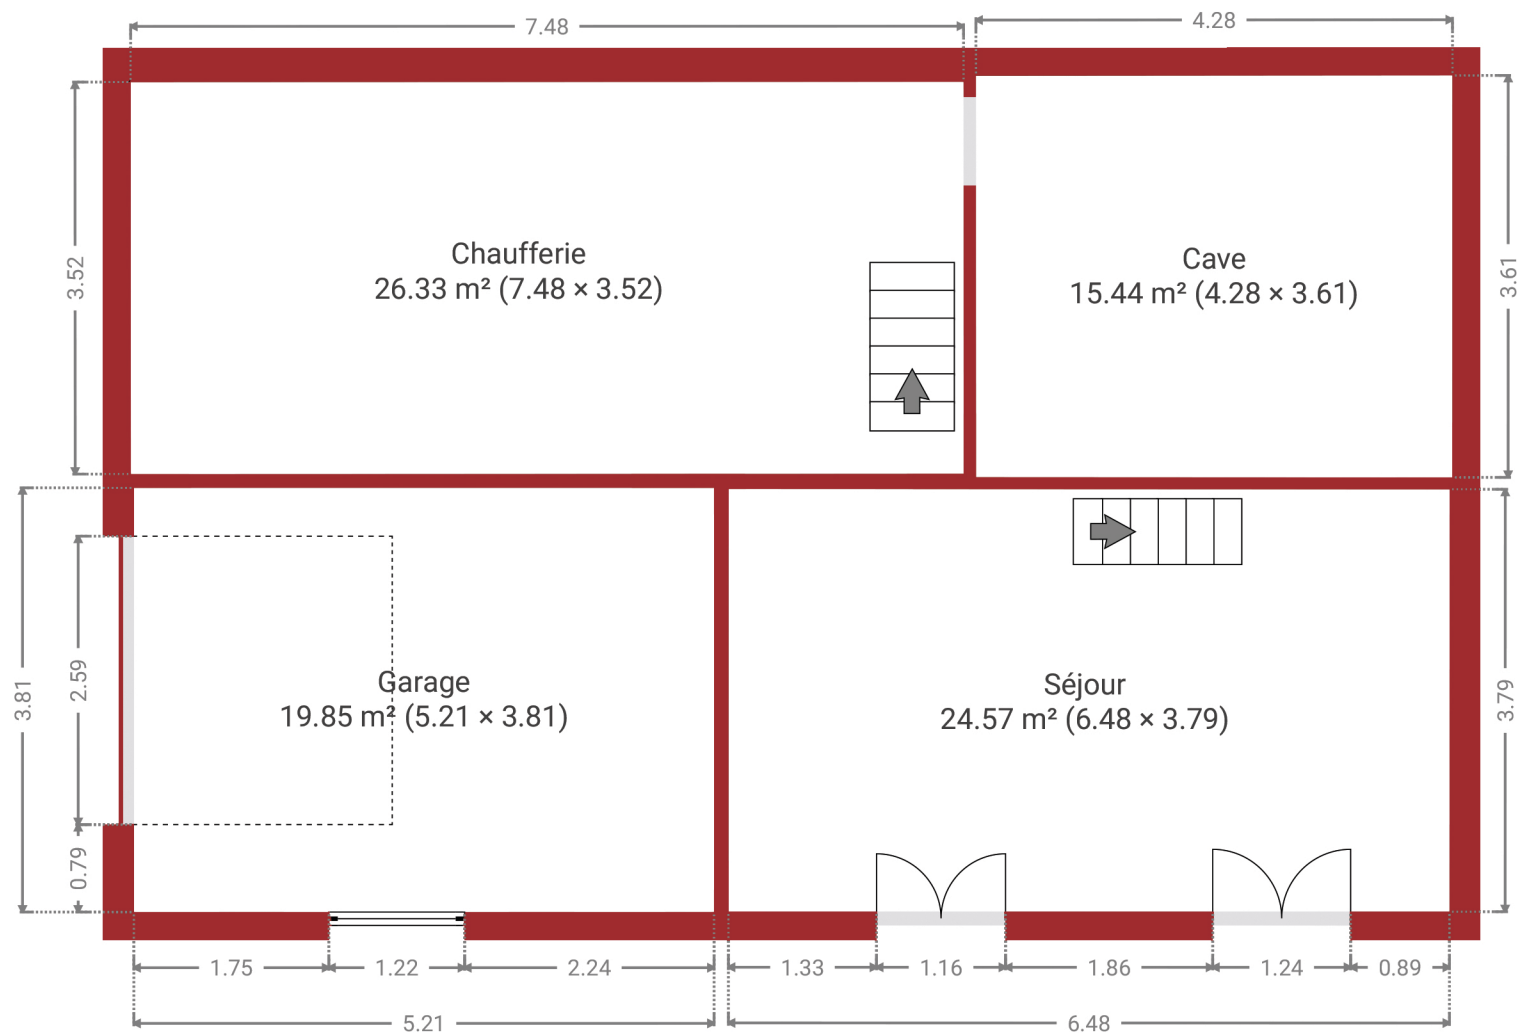 7.48
4.28
3.52
Chaufferie
26.33 m² (7.48 × 3.52)
Cave
15.44 m² (4.28 × 3.61)
3.61
3.81
2.59
0.79
Garage
19.85 m² (5.21 × 3.81)
Séjour
24.57 m² (6.48 × 3.79)
3.79
1.75
1.22
2.24
1.33
1.16
1.86
1.24
0.89
5.21
6.48